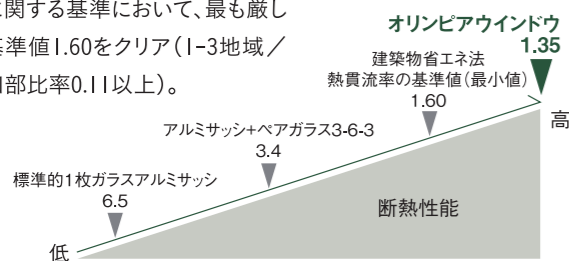 に関する基準において、最も厳し
基準値1.60をクリア（1-3地域／
口部比率0.11以上）。
オリンピアウインドウ
1.35
建築物省エネ法
熱貫流率の基準値（最小値）
1.60
高
アルミサッシ+ペアガラス3-6-3
3.4
標準的1枚ガラスアルミサッシ
6.5
断熱性能
低